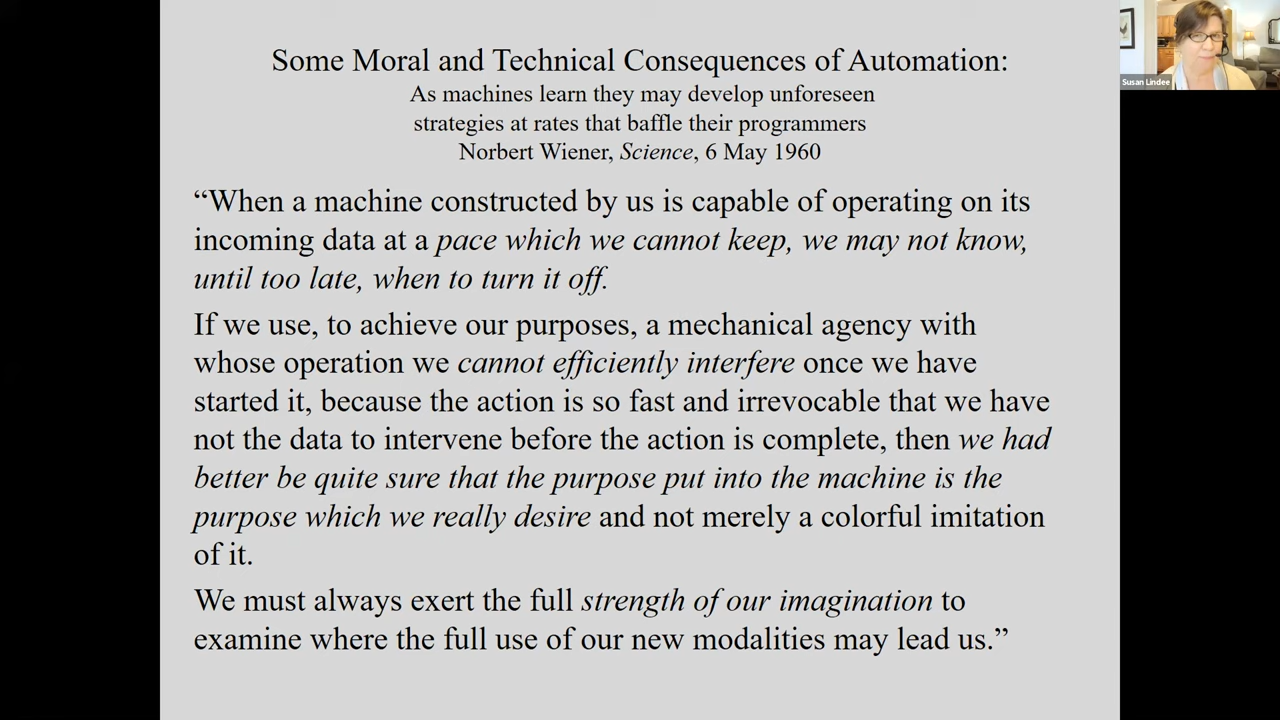 Some Moral and Technical Consequences of Automation:
As machines learn they may develop unforeseen
strategies at rates that baffle their programmers
Norbert Wiener, Science, 6 May 1960
“When a machine constructed by us is capable of operating on its
incoming data at a pace which we cannot keep, we may not know,
until too late, when to turn it off.
If we use, to achieve our purposes, a mechanical agency with
whose operation we cannot efficiently interfere once we have
started it, because the action is so fast and irrevocable that we have
not the data to intervene before the action is complete, then we had
better be quite sure that the purpose put into the machine is the
purpose which we really desire and not merely a colorful imitation
of it.
We must always exert the full strength of our imagination to
examine where the full use of our new modalities may lead us.”
Susan Lindee